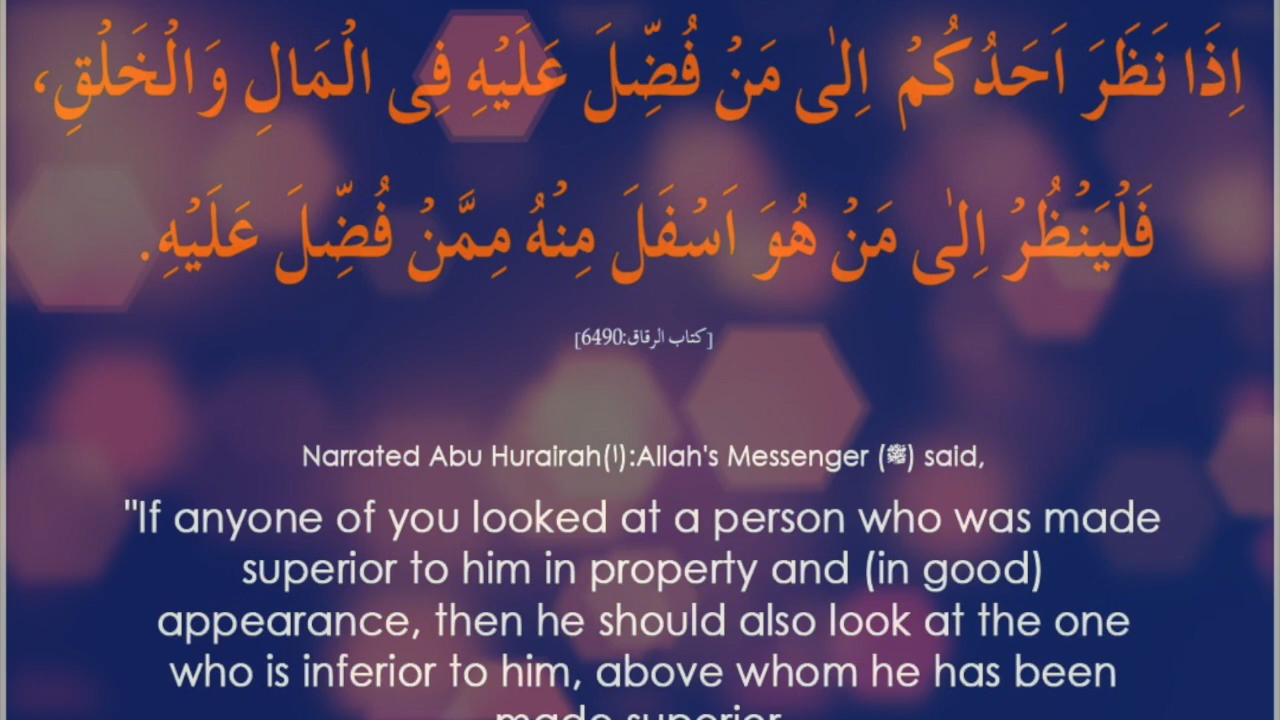 اِذَا نَظَرَ اَحَدُكُمْ اِلٰى مَنْ فُضِّلَ عَلَيْهِ فِى الْمَالِ وَالْخَلْقِ،
فَلْيَنْظُرْ اِلٰى مَنْ هُوَ اَسْفَلَ مِنْهُ مِمَّنْ فُضِّلَ عَلَيْهِ.
[كتاب الرقاق:6490]
Narrated Abu Hurairah(ا):Allah's Messenger (ﷺ) said,
"If anyone of you looked at a person who was made
superior to him in property and (in good)
appearance, then he should also look at the one
who is inferior to him, above whom he has been
made superior